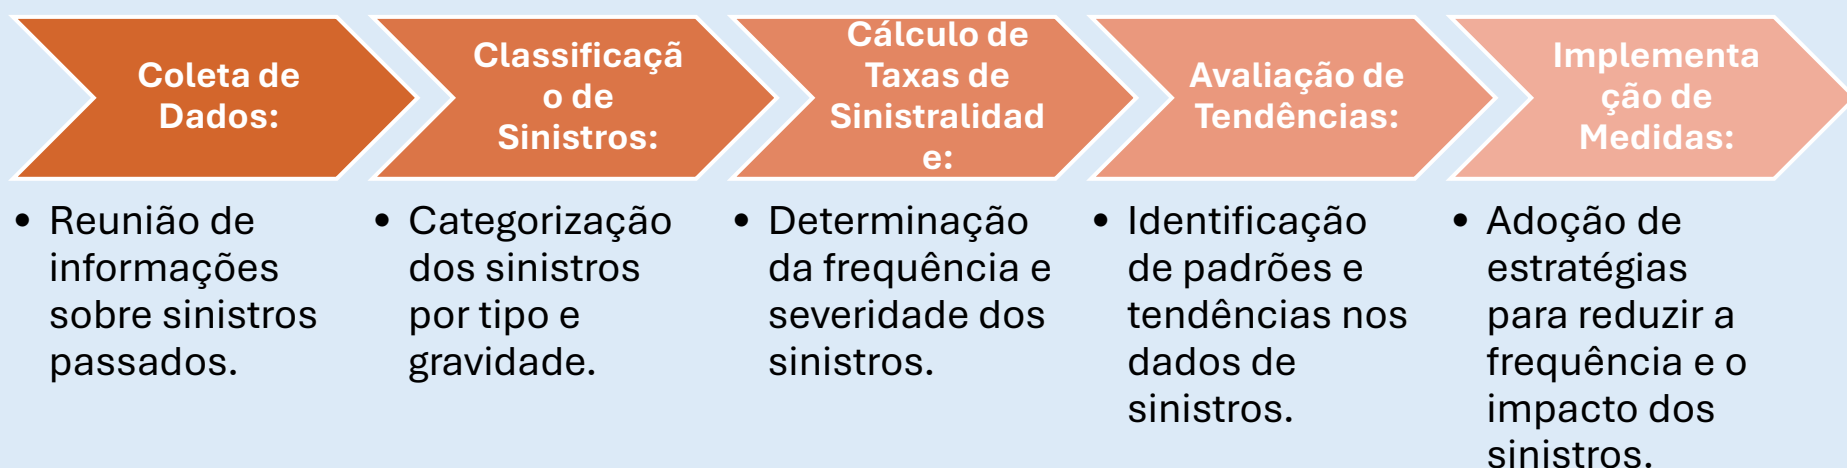 Coleta de
Dados:
Classificaçã
o de
Sinistros:
Cálculo de
Taxas de
Sinistralidad
e:
Avaliação de
Tendências:
Implementa
ção de
Medidas:
• Reunião de
informações
sobre sinistros
passados.
• Categorização
dos sinistros
por tipo e
gravidade.
• Determinação
da frequência e
severidade dos
sinistros.
• Identificação
de padrões e
tendências nos
dados de
sinistros.
• Adoção de
estratégias
para reduzir a
frequência e o
impacto dos
sinistros.